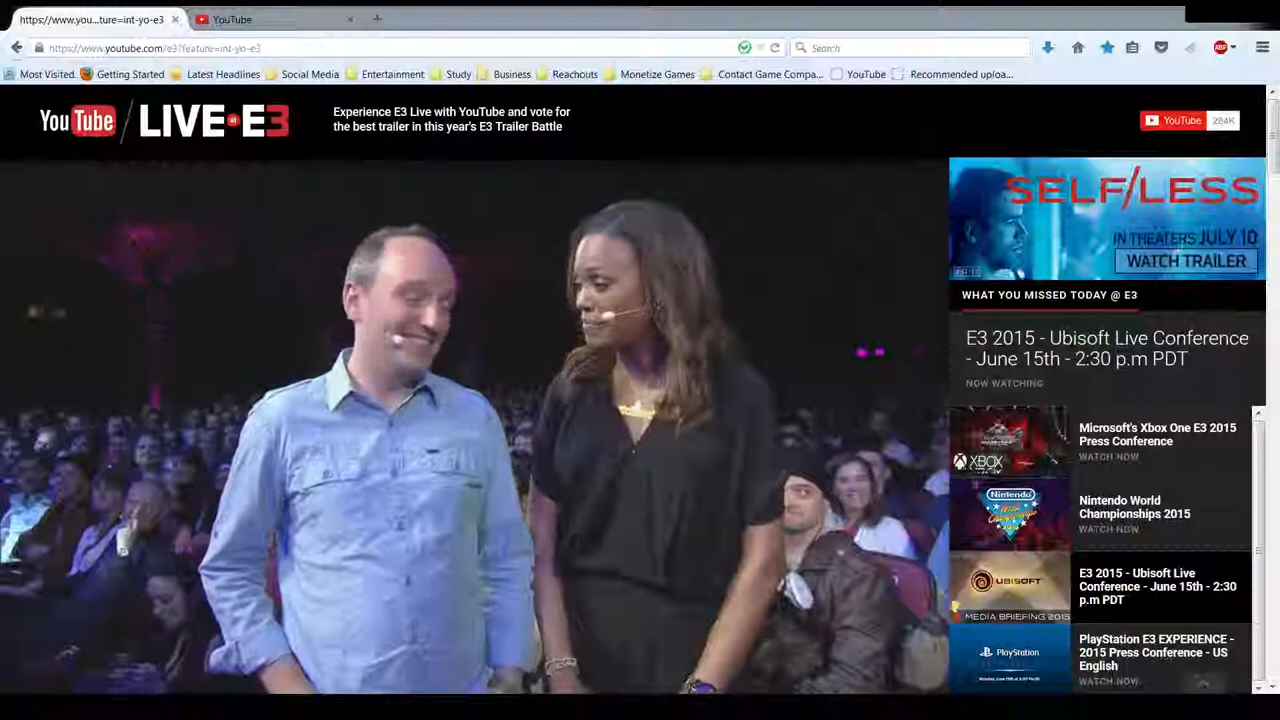 https://www.you...ture=int-yo-e3
YouTube
https://www.youtube.com/e3?feature=int-yo-e3
Search
ABP
Most Visited
Getting Started
Latest Headlines
Social Media
Entertainment
Study
Business
Reachouts
Monetize Games
Contact Game Compa...
YouTube
Recommended uploa...
YouTube / LIVE at E3
Experience E3 Live with YouTube and vote for
the best trailer in this year's E3 Trailer Battle
YouTube 284K
SELF/LESS
IN THEATERS JULY 10
WATCH TRAILER
WHAT YOU MISSED TODAY @ E3
E3 2015 - Ubisoft Live Conference
- June 15th - 2:30 p.m PDT
NOW WATCHING
XBOX
Microsoft's Xbox One E3 2015
Press Conference
WATCH NOW
Nintendo
World
Championships
2015
Nintendo World
Championships 2015
WATCH NOW
UBISOFT
MEDIA BRIEFING 2015
E3 2015 - Ubisoft Live
Conference - June 15th - 2:30
p.m PDT
PlayStation
PlayStation E3 EXPERIENCE -
2015 Press Conference - US
English
WATCH NOW